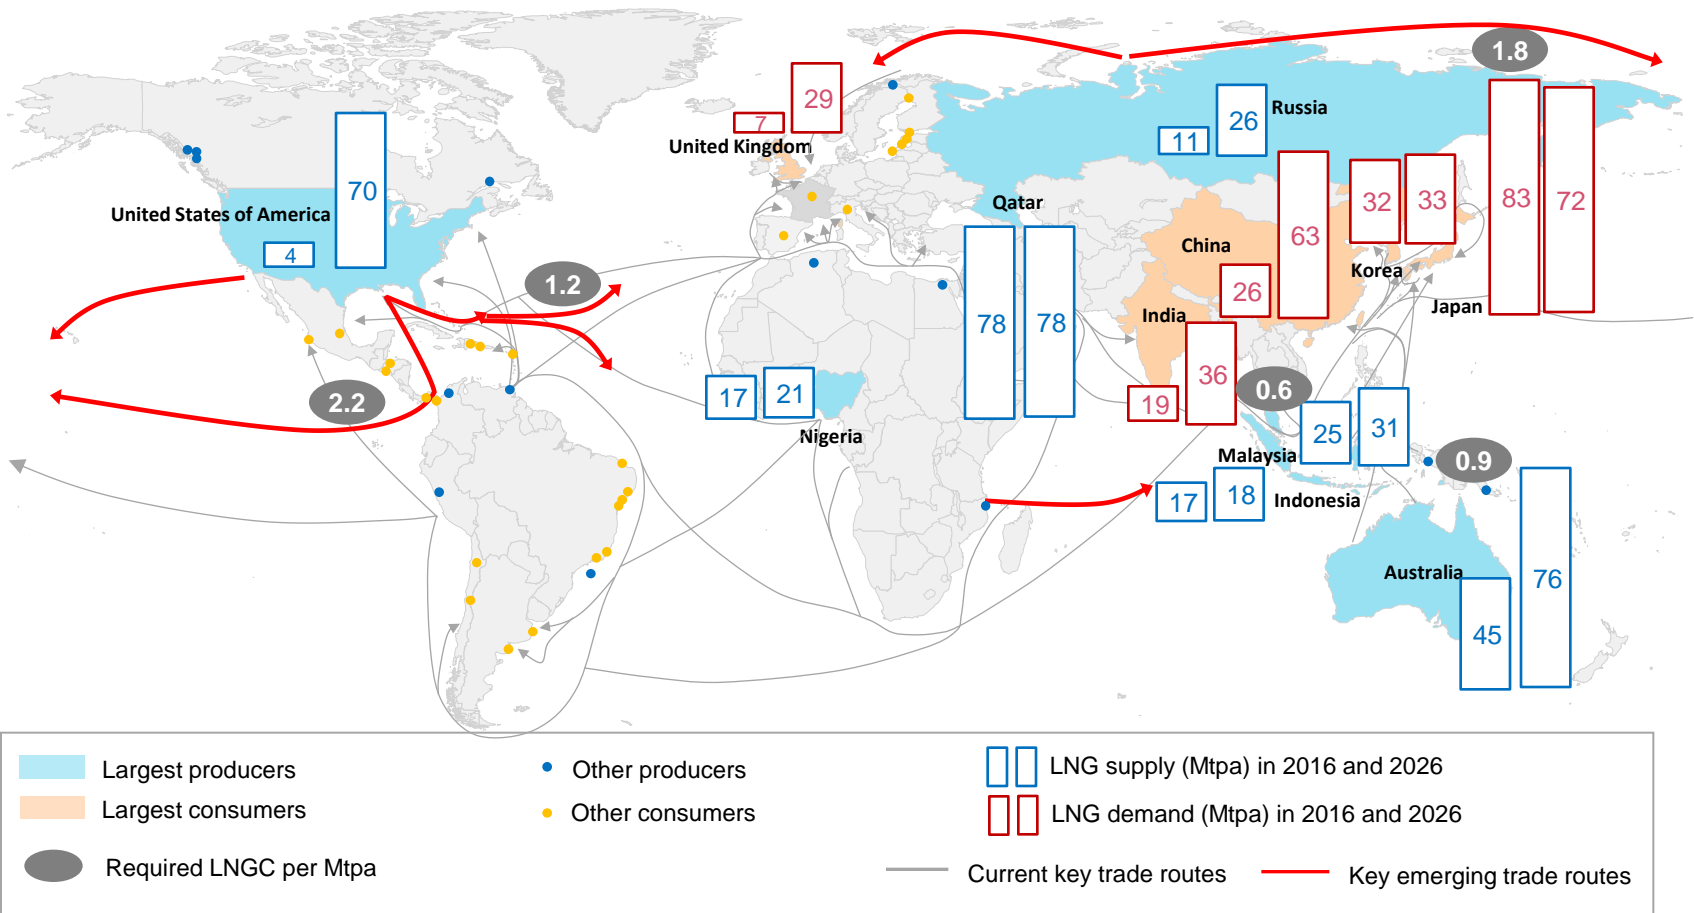 1.8
29
7
United Kingdom
Russia
11
26
70
United States of America
4
Qatar
China
63
32
33
83
72
Korea
26
Japan
India
1.2
78
78
36
19
17
21
Nigeria
0.6
2.2
25
31
Malaysia
0.9
17
18
Indonesia
Australia
45
76
Largest producers
Largest consumers
Required LNGC per Mtpa
Other producers
Other consumers
LNG supply (Mtpa) in 2016 and 2026
LNG demand (Mtpa) in 2016 and 2026
Current key trade routes
Key emerging trade routes